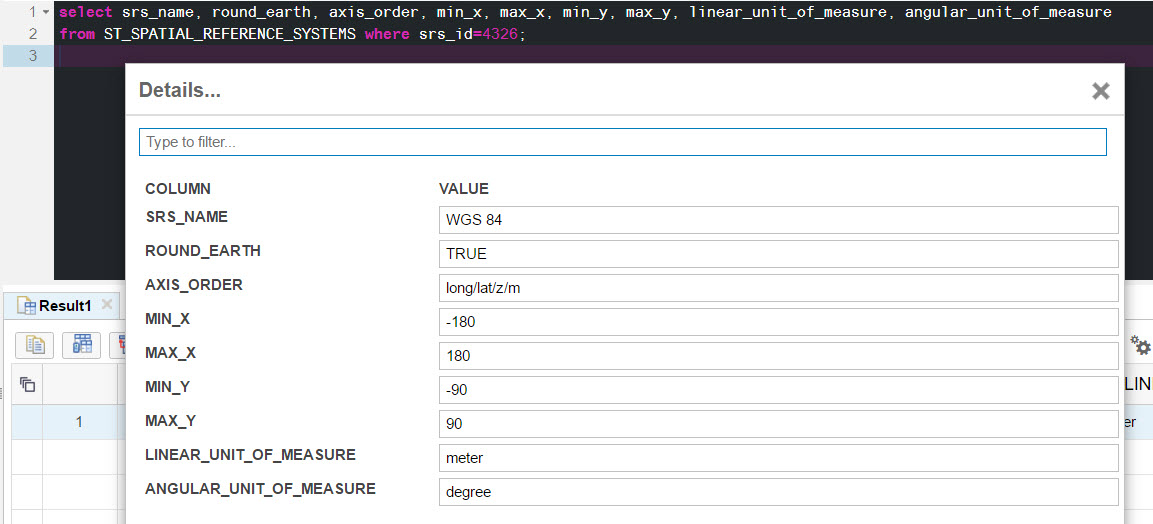 1 select srs_name, round_earth, axis_order, min_x, max_x, min_y, max_y, linear_unit_of_measure, angular_unit_of_measure
2 from ST_SPATIAL_REFERENCE_SYSTEMS where srs_id=4326;
3
Details...
Type to filter...
COLUMN VALUE
SRS_NAME WGS 84
ROUND_EARTH TRUE
AXIS_ORDER long/lat/z/m
MIN_X -180
MAX_X 180
MIN_Y -90
MAX_Y 90
LINEAR_UNIT_OF_MEASURE meter
ANGULAR_UNIT_OF_MEASURE degree
Result1
LIN
1 er